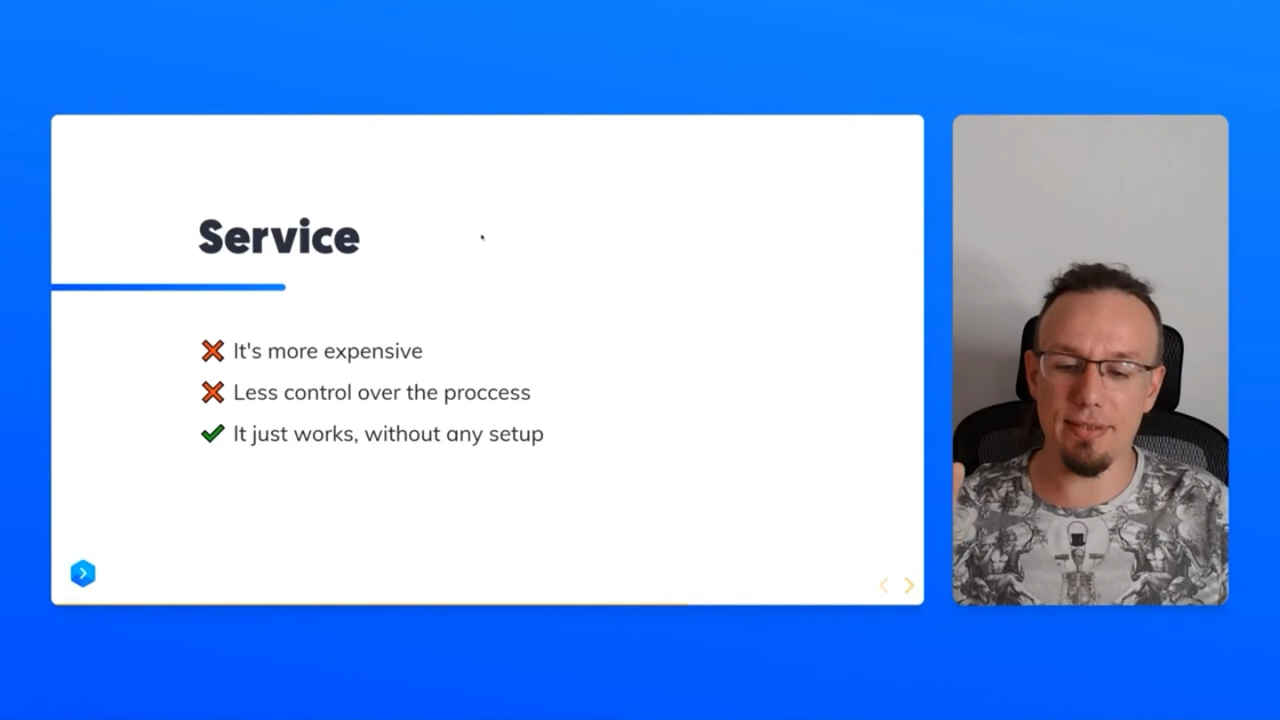 Service
It's more expensive
Less control over the proccess
It just works, without any setup